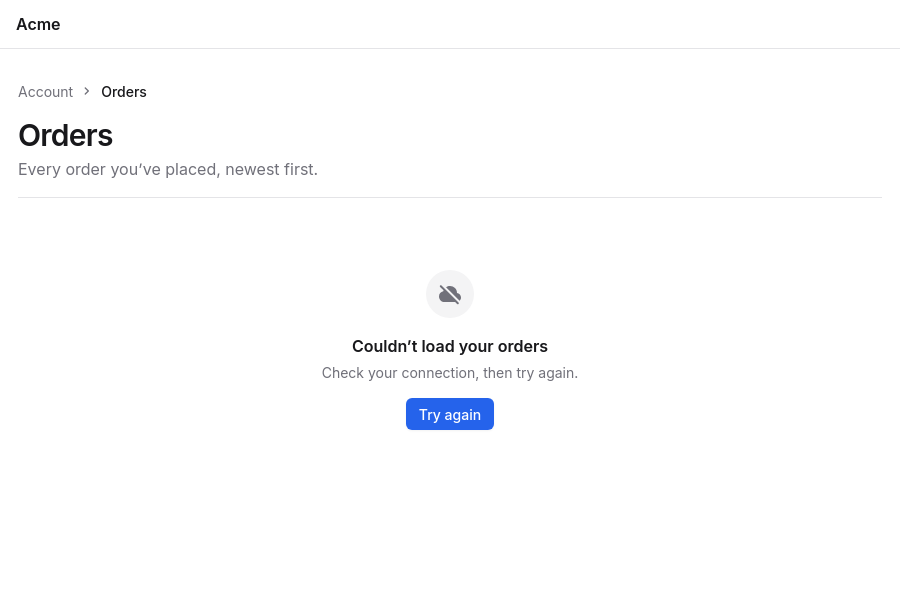 Acme
Account > Orders
Orders
Every order you’ve placed, newest first.
Couldn’t load your orders
Check your connection, then try again.
Try again